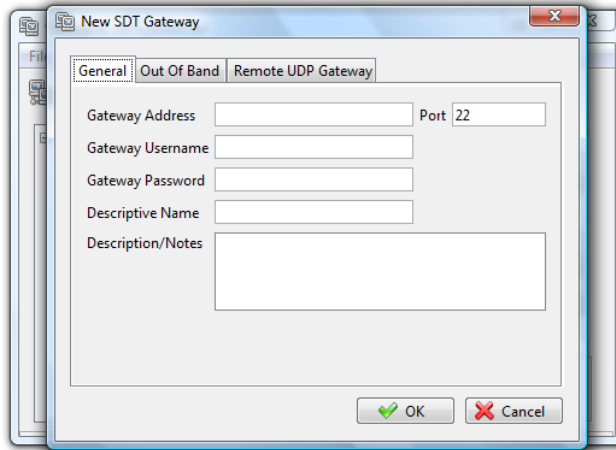 New SDT Gateway
File
General Out Of Band Remote UDP Gateway
Gateway Address Port 22
Gateway Username
Gateway Password
Descriptive Name
Description/Notes
OK Cancel